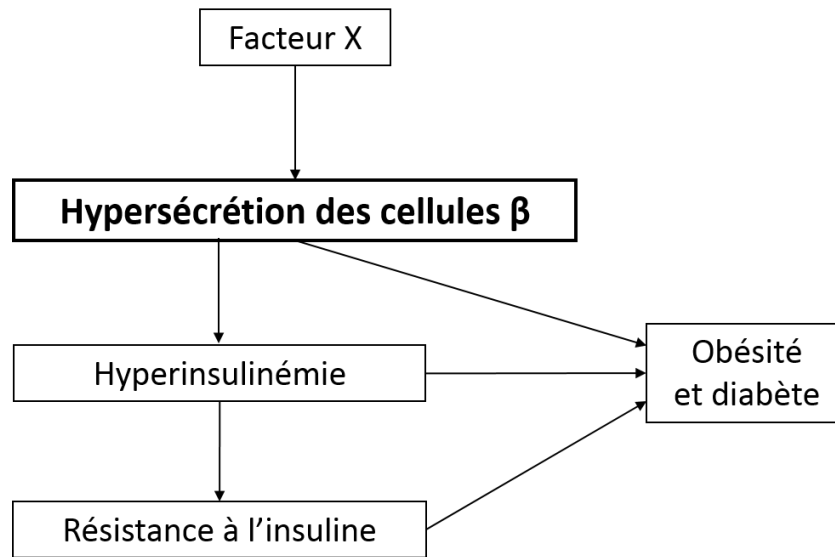 Facteur X
Hypersécrétion des cellules β
Hyperinsulinémie
Obésité
et diabète
Résistance à l’insuline